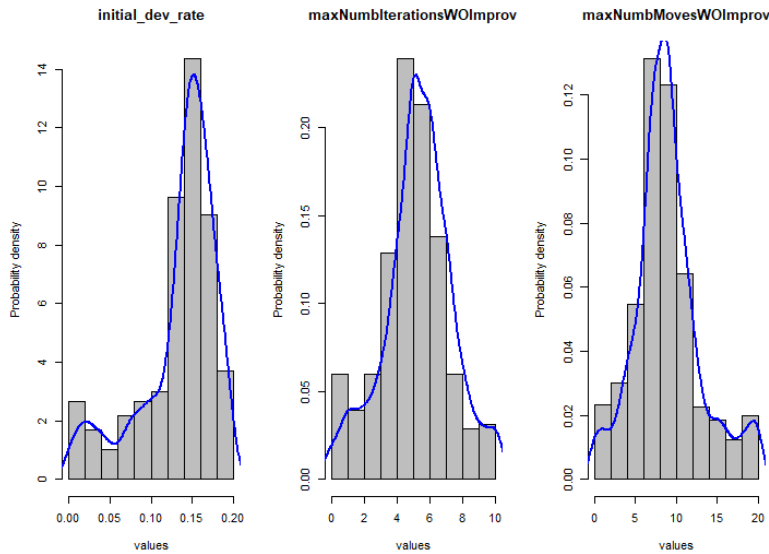 initial_dev_rate
maxNumbIterationsWOImprov
maxNumbMovesWOImprov
Probability density
0 2 4 6 8 10 12 14
0.00 0.05 0.10 0.15 0.20
values
Probability density
0.00 0.05 0.10 0.15 0.20
0 2 4 6 8 10
values
Probability density
0.00 0.02 0.04 0.06 0.08 0.10 0.12
0 5 10 15 20
values